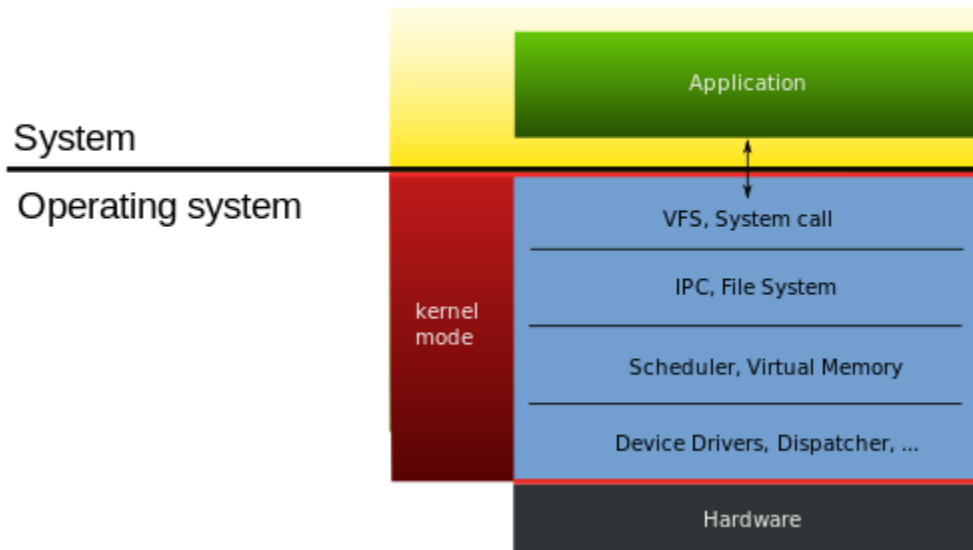 Application
System
Operating system
VFS, System call
IPC, File System
kernel
mode
Scheduler, Virtual Memory
Device Drivers, Dispatcher, ...
Hardware